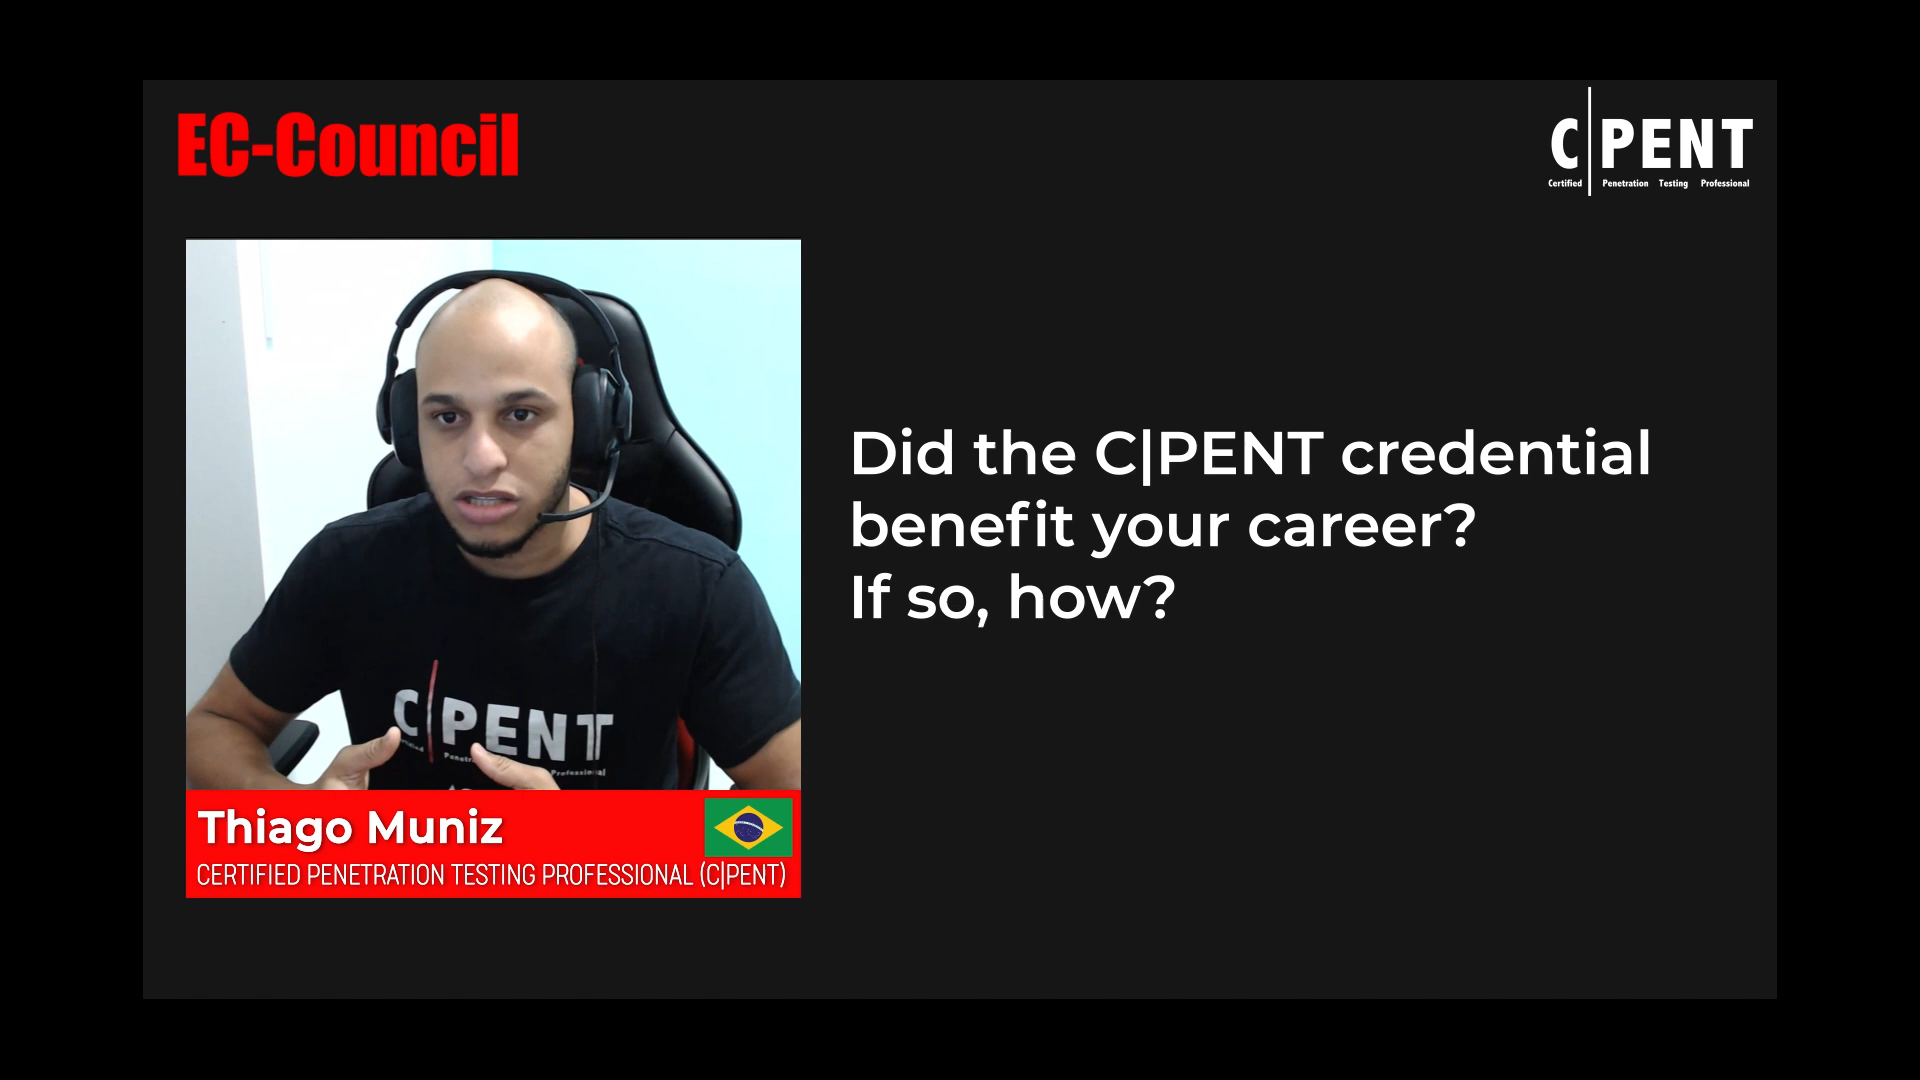 EC-Council
C|PENT
Certified Penetration Testing Professional
Did the C|PENT credential
benefit your career?
If so, how?
C|PENT
Professional
Thiago Muniz
CERTIFIED PENETRATION TESTING PROFESSIONAL (C|PENT)